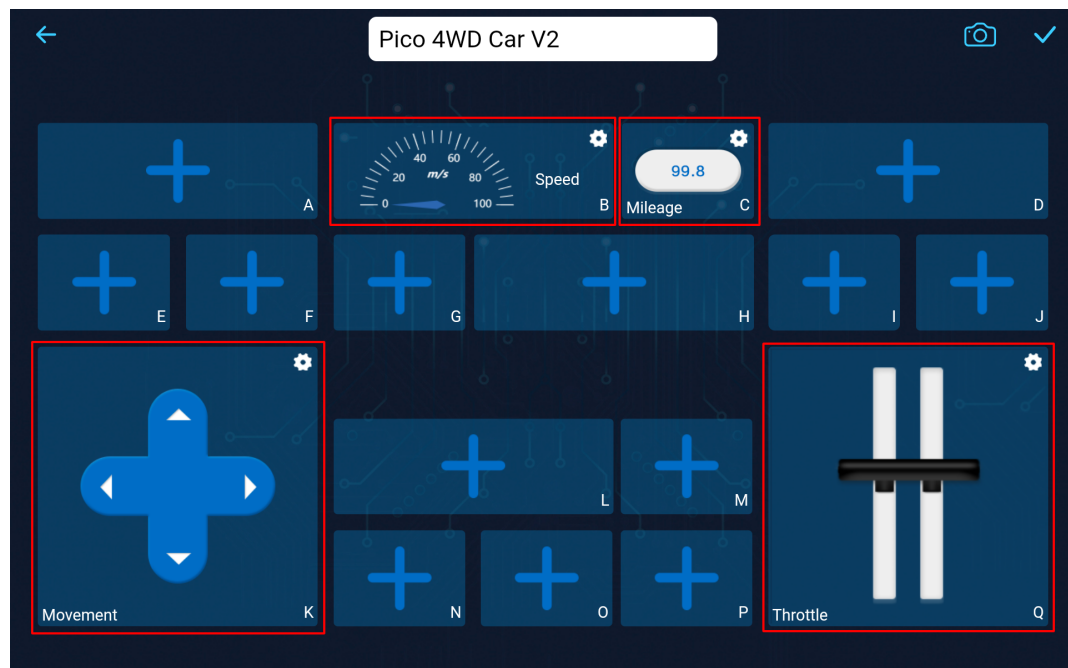 Pico 4WD Car V2
A
0 20 40 60 80 100
m/s
Speed
B
99.8
Mileage
C
D
E
F
G
H
I
J
Movement
K
L
M
N
O
P
Throttle
Q